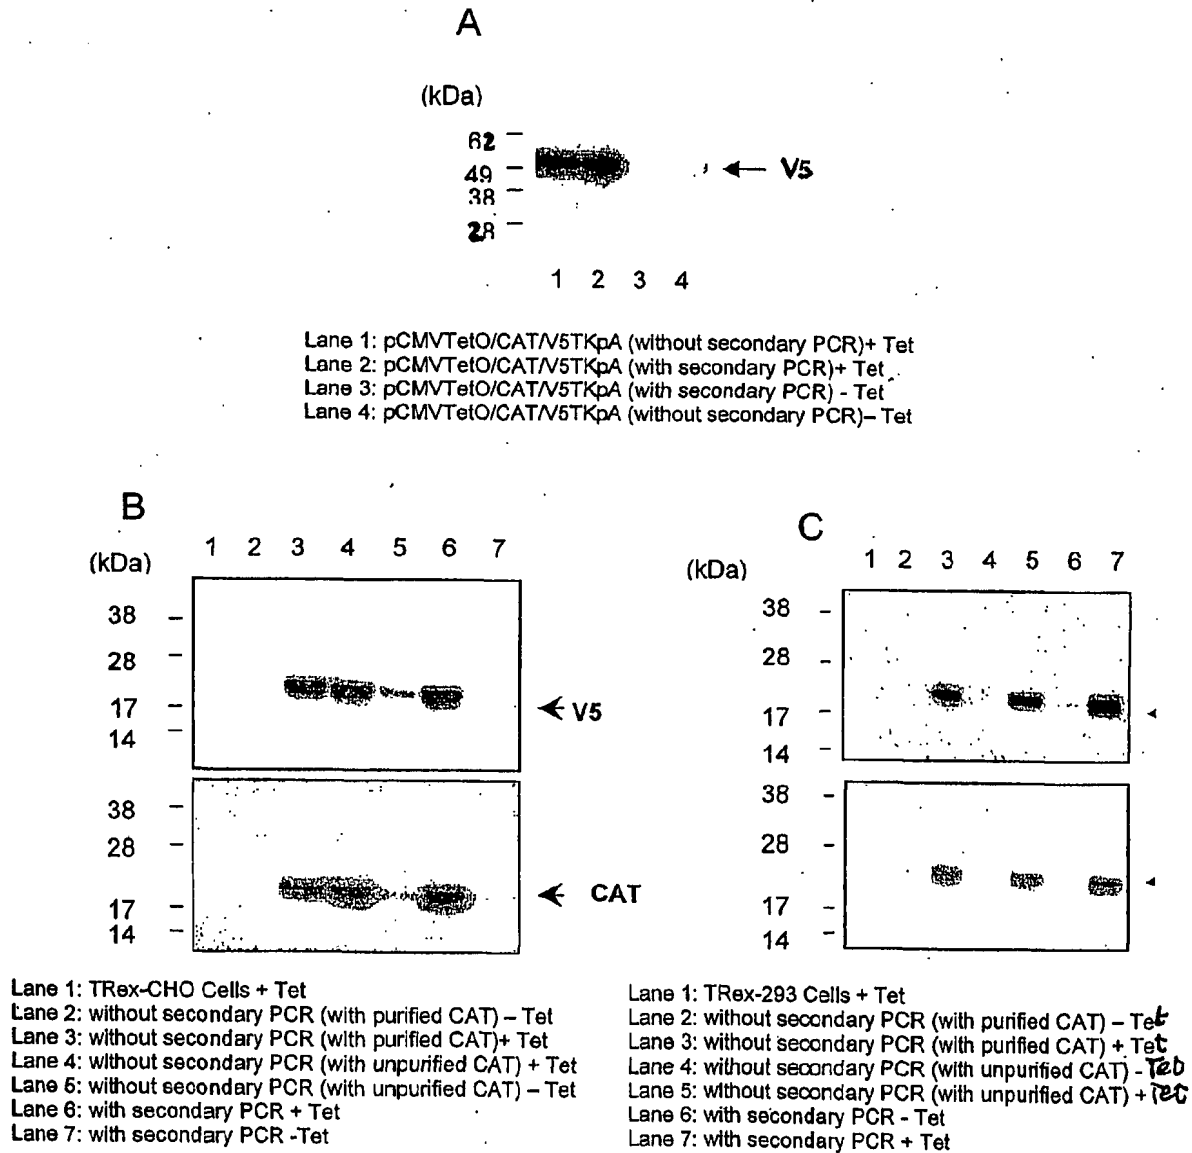 A
(kDa)
62
49
38
28
V5
1 2 3 4
Lane 1: pCMVTetO/CAT/V5TKpA (without secondary PCR)+ Tet
Lane 2: pCMVTetO/CAT/V5TKpA (with secondary PCR)+ Tet
Lane 3: pCMVTetO/CAT/V5TKpA (with secondary PCR) - Tet
Lane 4: pCMVTetO/CAT/V5TKpA (without secondary PCR)– Tet
B
1 2 3 4 5 6 7
(kDa)
38
28
17
14
V5
38
28
17
14
CAT
Lane 1: TRex-CHO Cells + Tet
Lane 2: without secondary PCR (with purified CAT) – Tet
Lane 3: without secondary PCR (with purified CAT)+ Tet
Lane 4: without secondary PCR (with unpurified CAT) + Tet
Lane 5: without secondary PCR (with unpurified CAT) – Tet
Lane 6: with secondary PCR + Tet
Lane 7: with secondary PCR -Tet
C
1 2 3 4 5 6 7
(kDa)
38
28
17
14
38
28
17
14
Lane 1: TRex-293 Cells + Tet
Lane 2: without secondary PCR (with purified CAT) – Tet
Lane 3: without secondary PCR (with purified CAT) + Tet
Lane 4: without secondary PCR (with unpurified CAT) - Tet
Lane 5: without secondary PCR (with unpurified CAT) + Tet
Lane 6: with secondary PCR - Tet
Lane 7: with secondary PCR + Tet